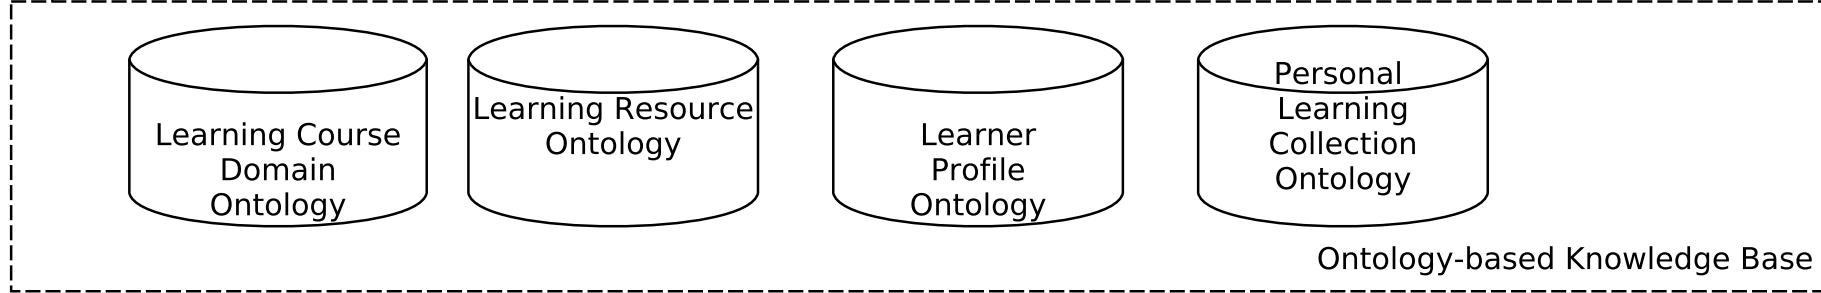 Learning Course
Domain
Ontology
Learning Resource
Ontology
Learner
Profile
Ontology
Personal
Learning
Collection
Ontology
Ontology-based Knowledge Base